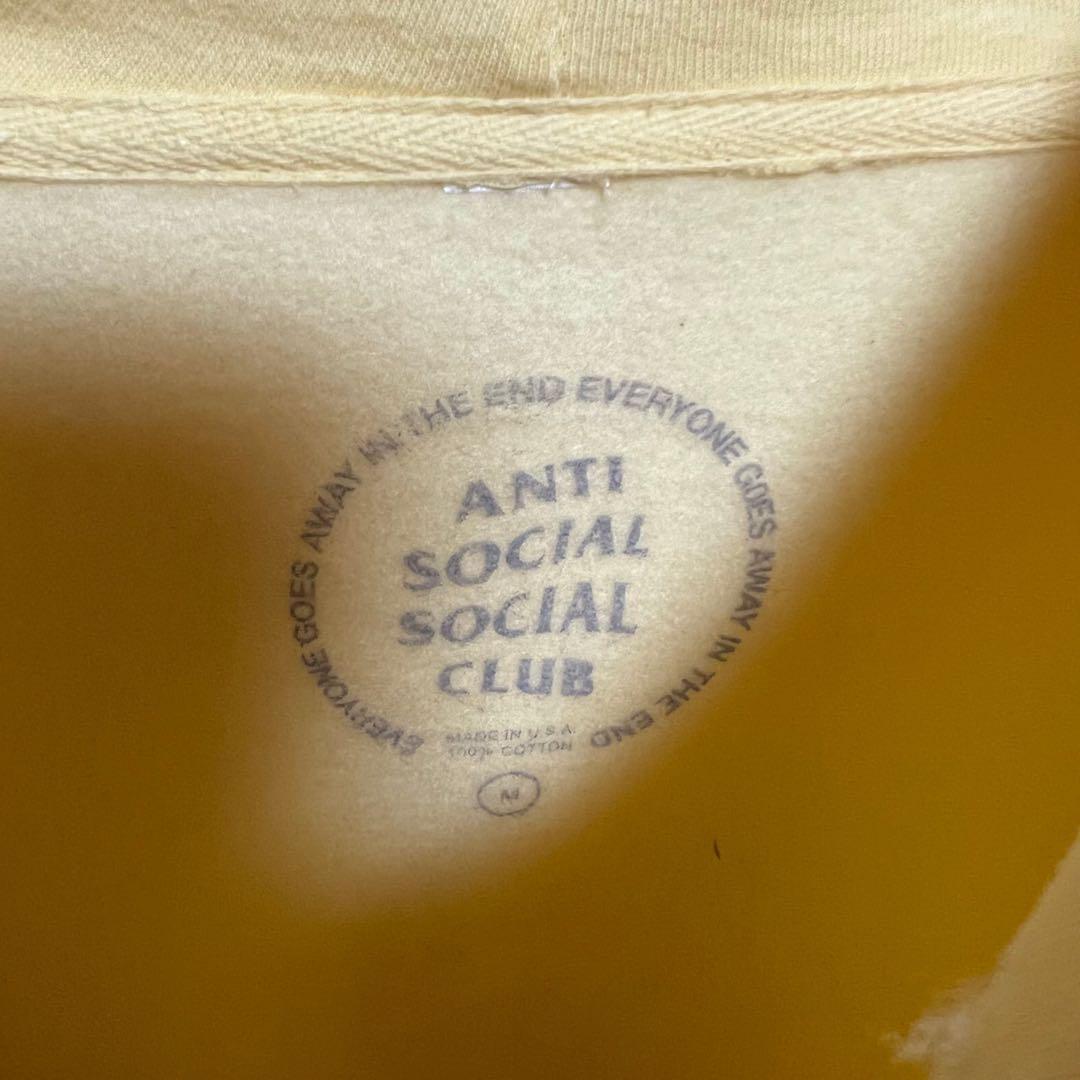 EVERYONE GOES AWAY IN THE END EVERYONE GOES AWAY IN THE END
ANTI
SOCIAL
SOCIAL
CLUB
MADE IN U.S.A.
100% COTTON
M